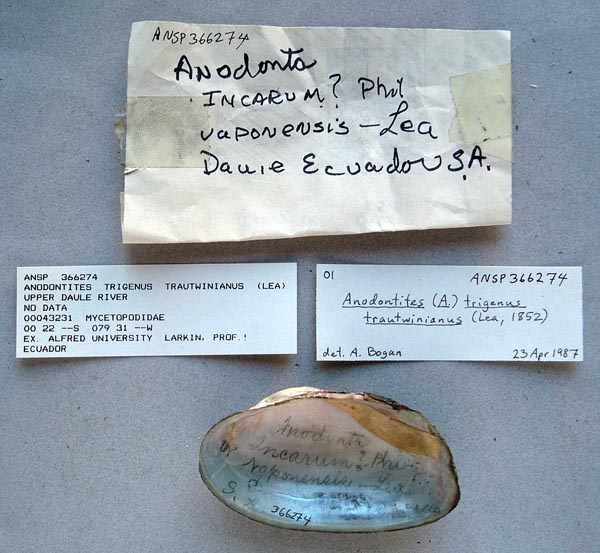 ANSP 366274
Anodonta
INCARUM? Phil
vaponensis - Lea
Daule Ecuador S.A.
ANSP 366274
ANODONTITES TRIGENUS TRAUTWINIANUS (LEA)
UPPER DAULE RIVER
NO DATA
00043231 MYCETOPODIDAE
00 22 --S 079 31 --W
EX. ALFRED UNIVERSITY LARKIN, PROF.!
ECUADOR
01 ANSP 366274
Anodontites (A.) trigenus
trautwinianus (Lea, 1852)
det. A. Bogan 23 Apr 1987
Anodonta
Incarum? Phil
Naponensis
S.
366274